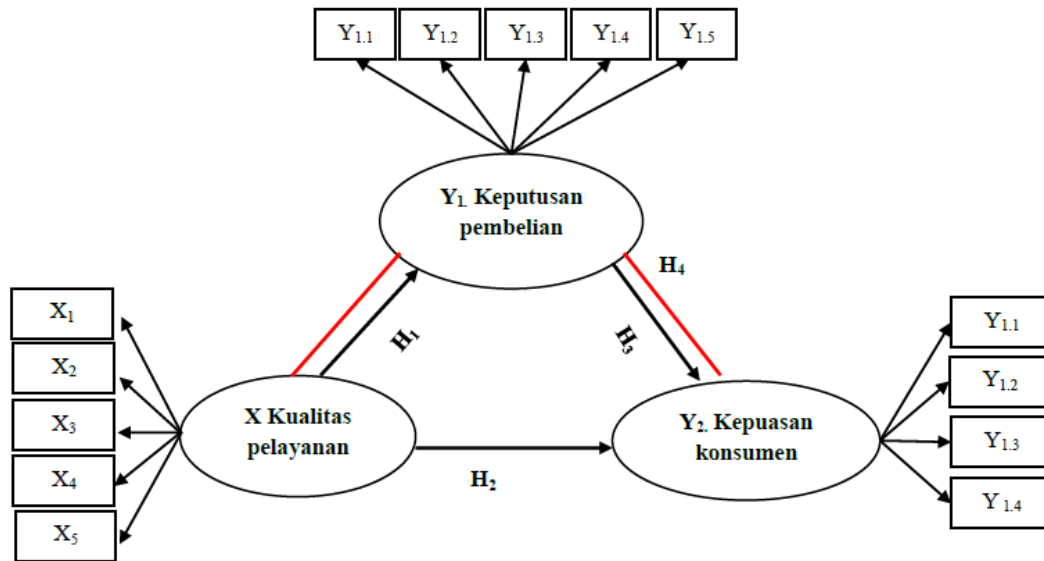 Y1.1 Y1.2 Y1.3 Y1.4 Y1.5
Y1. Keputusan
pembelian
H4
H1
H3
X1
X2
X3
X4
X5
X Kualitas
pelayanan
H2
Y2. Kepuasan
konsumen
Y1.1
Y1.2
Y1.3
Y1.4